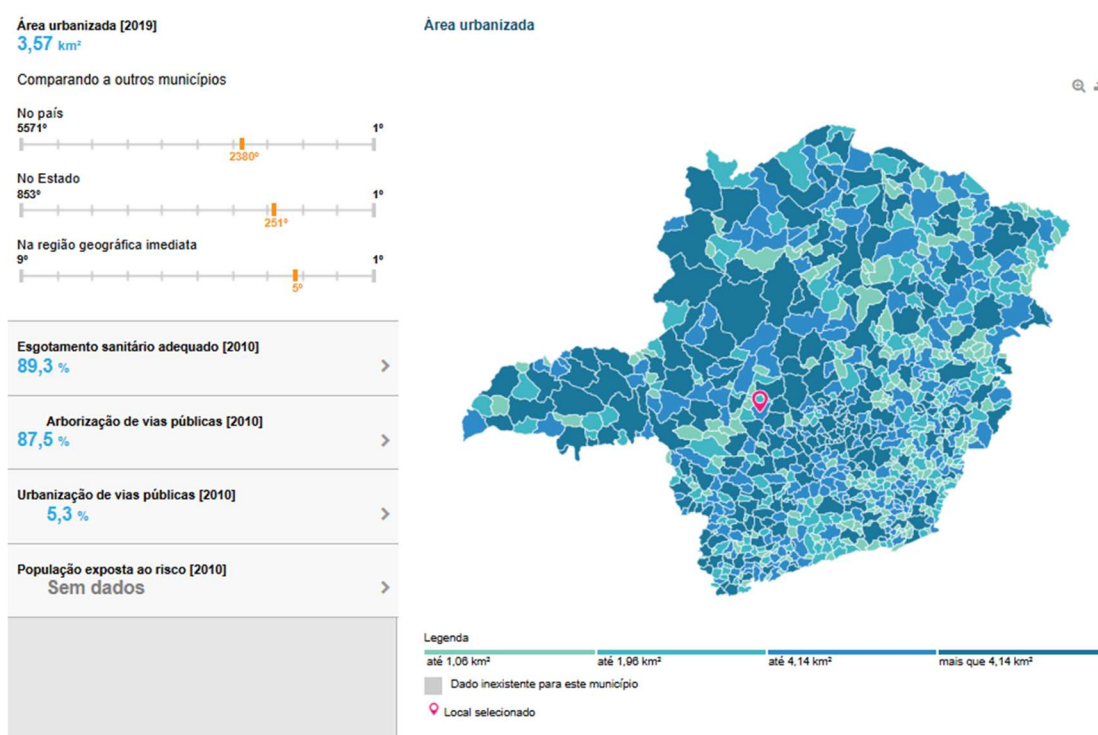 Área urbanizada [2019]
3,57 km²
Comparando a outros municípios
No país
5571º 1º
2380º
No Estado
853º 1º
251º
Na região geográfica imediata
9º 1º
5º
Esgotamento sanitário adequado [2010]
89,3 %
Arborização de vias públicas [2010]
87,5 %
Urbanização de vias públicas [2010]
5,3 %
População exposta ao risco [2010]
Sem dados
Área urbanizada
Legenda
até 1,06 km² até 1,96 km² até 4,14 km² mais que 4,14 km²
Dado inexistente para este município
Local selecionado